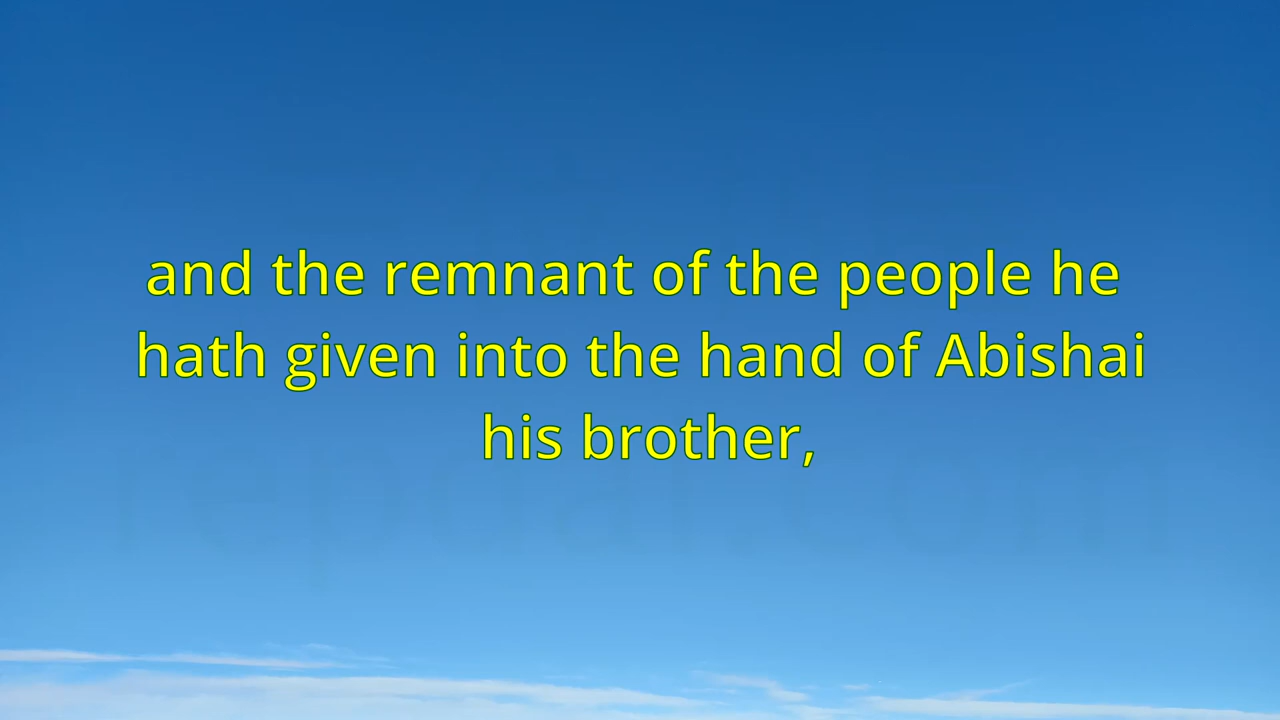 and the remnant of the people he
hath given into the hand of Abishai
his brother,